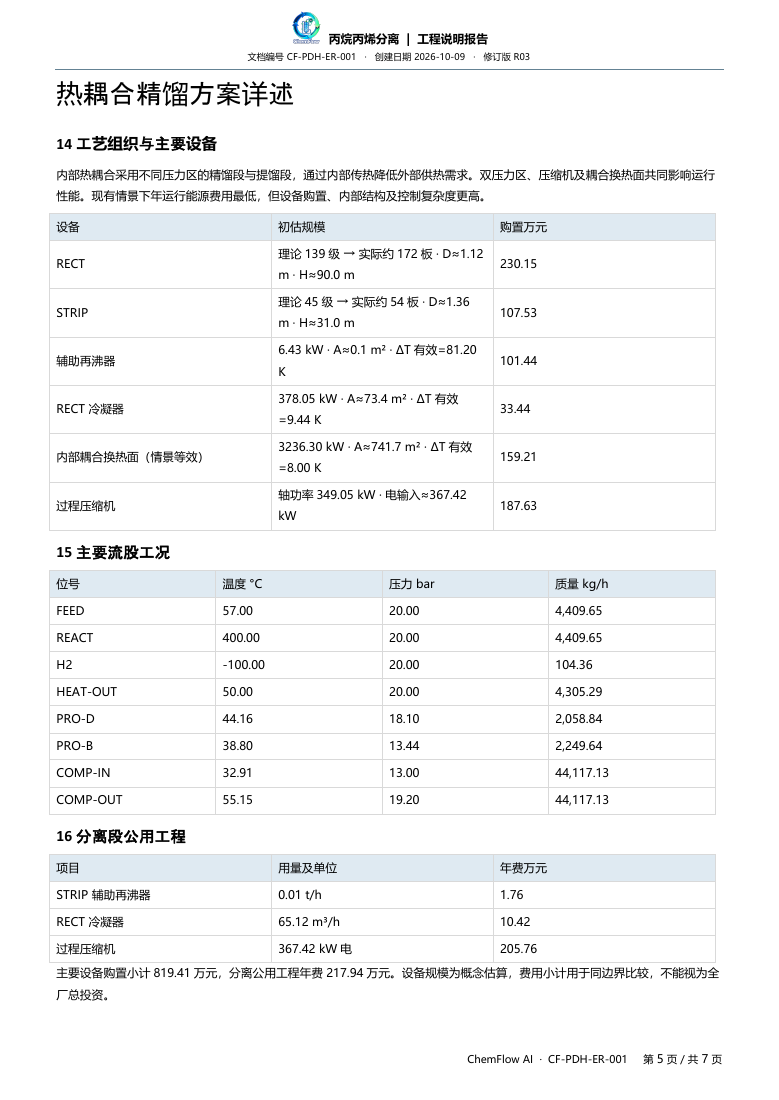 ChemFlow
丙烷丙烯分离 | 工程说明报告
文档编号 CF-PDH-ER-001 · 创建日期 2026-10-09 · 修订版 R03
热耦合精馏方案详述
14 工艺组织与主要设备
内部热耦合采用不同压力区的精馏段与提馏段，通过内部传热降低外部供热需求。双压力区、压缩机及耦合换热面共同影响运行
性能。现有情景下年运行能源费用最低，但设备购置、内部结构及控制复杂度更高。
设备 初估规模 购置万元
RECT 理论 139 级 → 实际约 172 板 · D≈1.12
m · H≈90.0 m 230.15
STRIP 理论 45 级 → 实际约 54 板 · D≈1.36
m · H≈31.0 m 107.53
辅助再沸器 6.43 kW · A≈0.1 m² · ΔT 有效=81.20
K 101.44
RECT 冷凝器 378.05 kW · A≈73.4 m² · ΔT 有效
=9.44 K 33.44
内部耦合换热面（情景等效） 3236.30 kW · A≈741.7 m² · ΔT 有效
=8.00 K 159.21
过程压缩机 轴功率 349.05 kW · 电输入≈367.42
kW 187.63
15 主要流股工况
位号 温度 °C 压力 bar 质量 kg/h
FEED 57.00 20.00 4,409.65
REACT 400.00 20.00 4,409.65
H2 -100.00 20.00 104.36
HEAT-OUT 50.00 20.00 4,305.29
PRO-D 44.16 18.10 2,058.84
PRO-B 38.80 13.44 2,249.64
COMP-IN 32.91 13.00 44,117.13
COMP-OUT 55.15 19.20 44,117.13
16 分离段公用工程
项目 用量及单位 年费万元
STRIP 辅助再沸器 0.01 t/h 1.76
RECT 冷凝器 65.12 m³/h 10.42
过程压缩机 367.42 kW 电 205.76
主要设备购置小计 819.41 万元，分离公用工程年费 217.94 万元。设备规模为概念估算，费用小计用于同边界比较，不能视为全
厂总投资。
ChemFlow AI · CF-PDH-ER-001 第 5 页 / 共 7 页